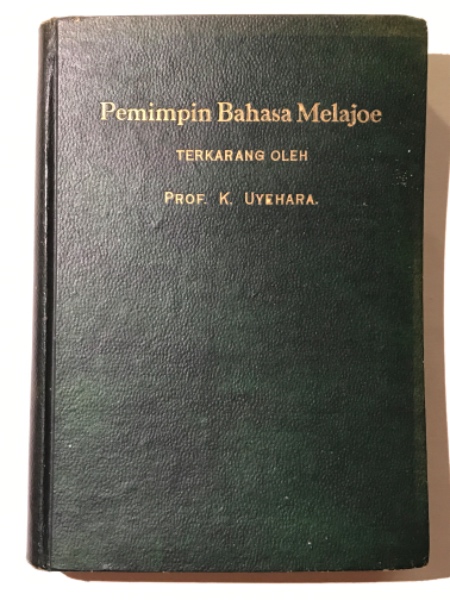 Pemimpin Bahasa Melajoe
TERKARANG OLEH
PROF. K. UYEHARA.